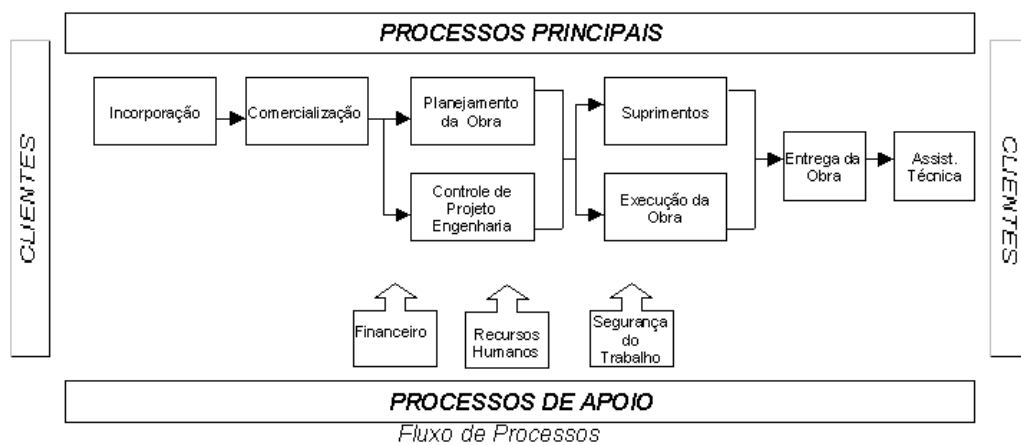 PROCESSOS PRINCIPAIS
CLIENTES
Incorporação
Comercialização
Planejamento
da Obra
Controle de
Projeto
Engenharia
Suprimentos
Execução da
Obra
Entrega da
Obra
Assist.
Técnica
CLIENTES
Financeiro
Recursos
Humanos
Segurança
do
Trabalho
PROCESSOS DE APOIO
Fluxo de Processos